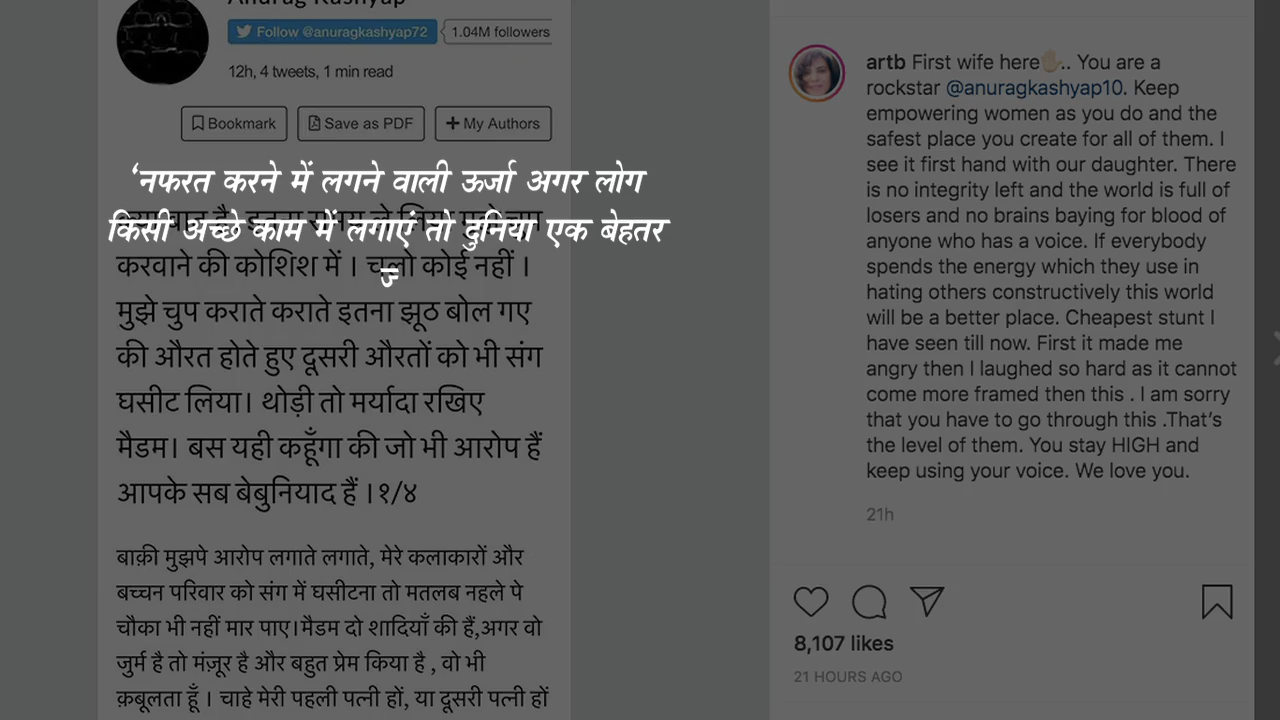 Anurag Kashyap
Follow @anuragkashyap72
1.04M followers
12h, 4 tweets, 1 min read
Bookmark
Save as PDF
My Authors
‘नफरत करने में लगने वाली ऊर्जा अगर लोग
किसी अच्छे काम में लगाएं तो दुनिया एक बेहतर
ज
क्या बात है, इतना समय ले लिया मुझे चुप
करवाने की कोशिश में । चलो कोई नहीं ।
मुझे चुप कराते कराते इतना झूठ बोल गए
की औरत होते हुए दूसरी औरतों को भी संग
घसीट लिया। थोड़ी तो मर्यादा रखिए
मैडम। बस यही कहूँगा की जो भी आरोप हैं
आपके सब बेबुनियाद हैं ।१/४
बाक़ी मुझपे आरोप लगाते लगाते, मेरे कलाकारों और
बच्चन परिवार को संग में घसीटना तो मतलब नहले पे
चौका भी नहीं मार पाए।मैडम दो शादियाँ की हैं,अगर वो
जुर्म है तो मंज़ूर है और बहुत प्रेम किया है , वो भी
क़बूलता हूँ । चाहे मेरी पहली पत्नी हों, या दूसरी पत्नी हों
artb First wife here✋.. You are a
rockstar @anuragkashyap10. Keep
empowering women as you do and the
safest place you create for all of them. I
see it first hand with our daughter. There
is no integrity left and the world is full of
losers and no brains baying for blood of
anyone who has a voice. If everybody
spends the energy which they use in
hating others constructively this world
will be a better place. Cheapest stunt I
have seen till now. First it made me
angry then I laughed so hard as it cannot
come more framed then this . I am sorry
that you have to go through this .That’s
the level of them. You stay HIGH and
keep using your voice. We love you.
21h
8,107 likes
21 HOURS AGO